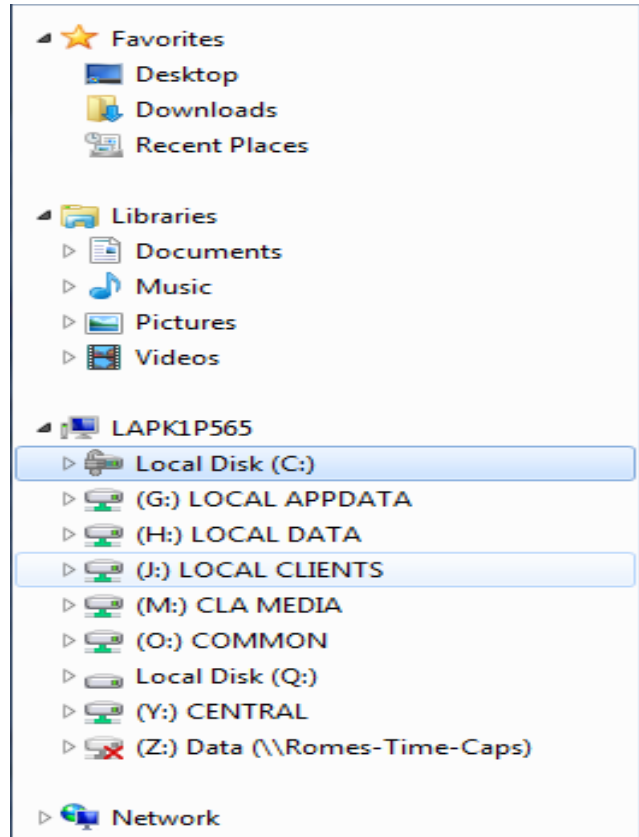 Favorites
Desktop
Downloads
Recent Places
Libraries
Documents
Music
Pictures
Videos
LAPK1P565
Local Disk (C:)
(G:) LOCAL APPDATA
(H:) LOCAL DATA
(J:) LOCAL CLIENTS
(M:) CLA MEDIA
(O:) COMMON
Local Disk (Q:)
(Y:) CENTRAL
(Z:) Data (\\Romes-Time-Caps)
Network